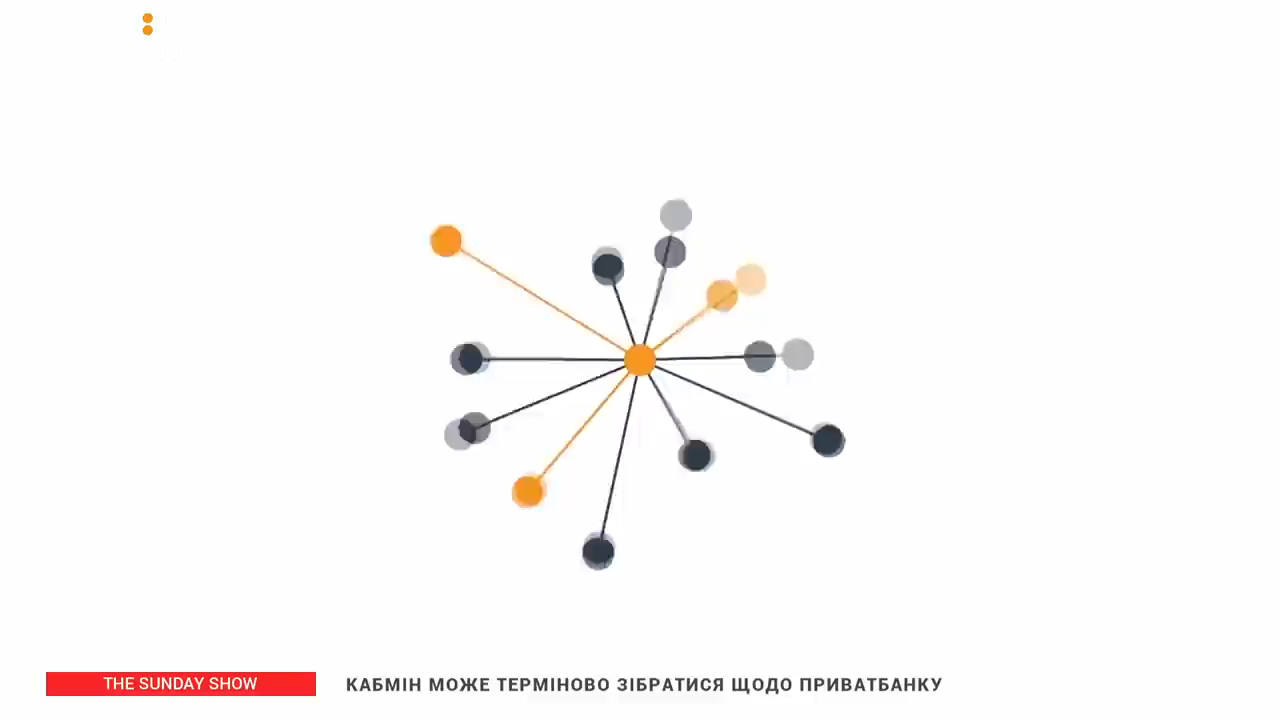 THE SUNDAY SHOW
КАБМІН МОЖЕ ТЕРМІНОВО ЗІБРАТИСЯ ЩОДО ПРИВАТБАНКУ